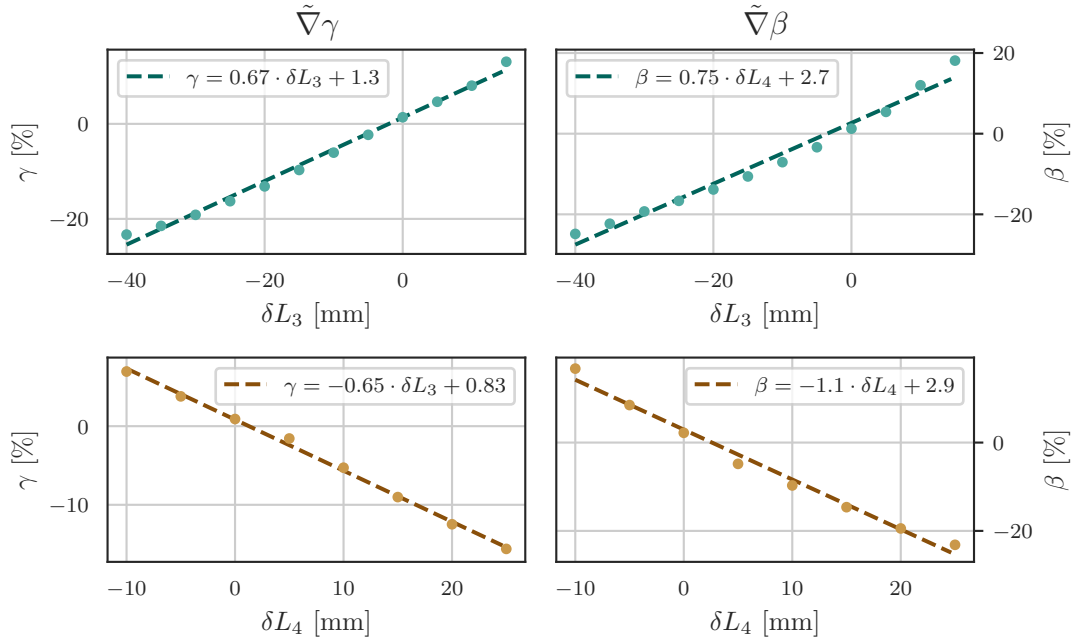 ∇̃γ
∇̃β
γ = 0.67 · δL₃ + 1.3
β = 0.75 · δL₄ + 2.7
γ [%]
0
−20
20
0
−20
β [%]
−40
−20
0
−40
−20
0
δL₃ [mm]
δL₃ [mm]
γ = −0.65 · δL₃ + 0.83
β = −1.1 · δL₄ + 2.9
γ [%]
0
−10
0
−20
β [%]
−10
0
10
20
−10
0
10
20
δL₄ [mm]
δL₄ [mm]